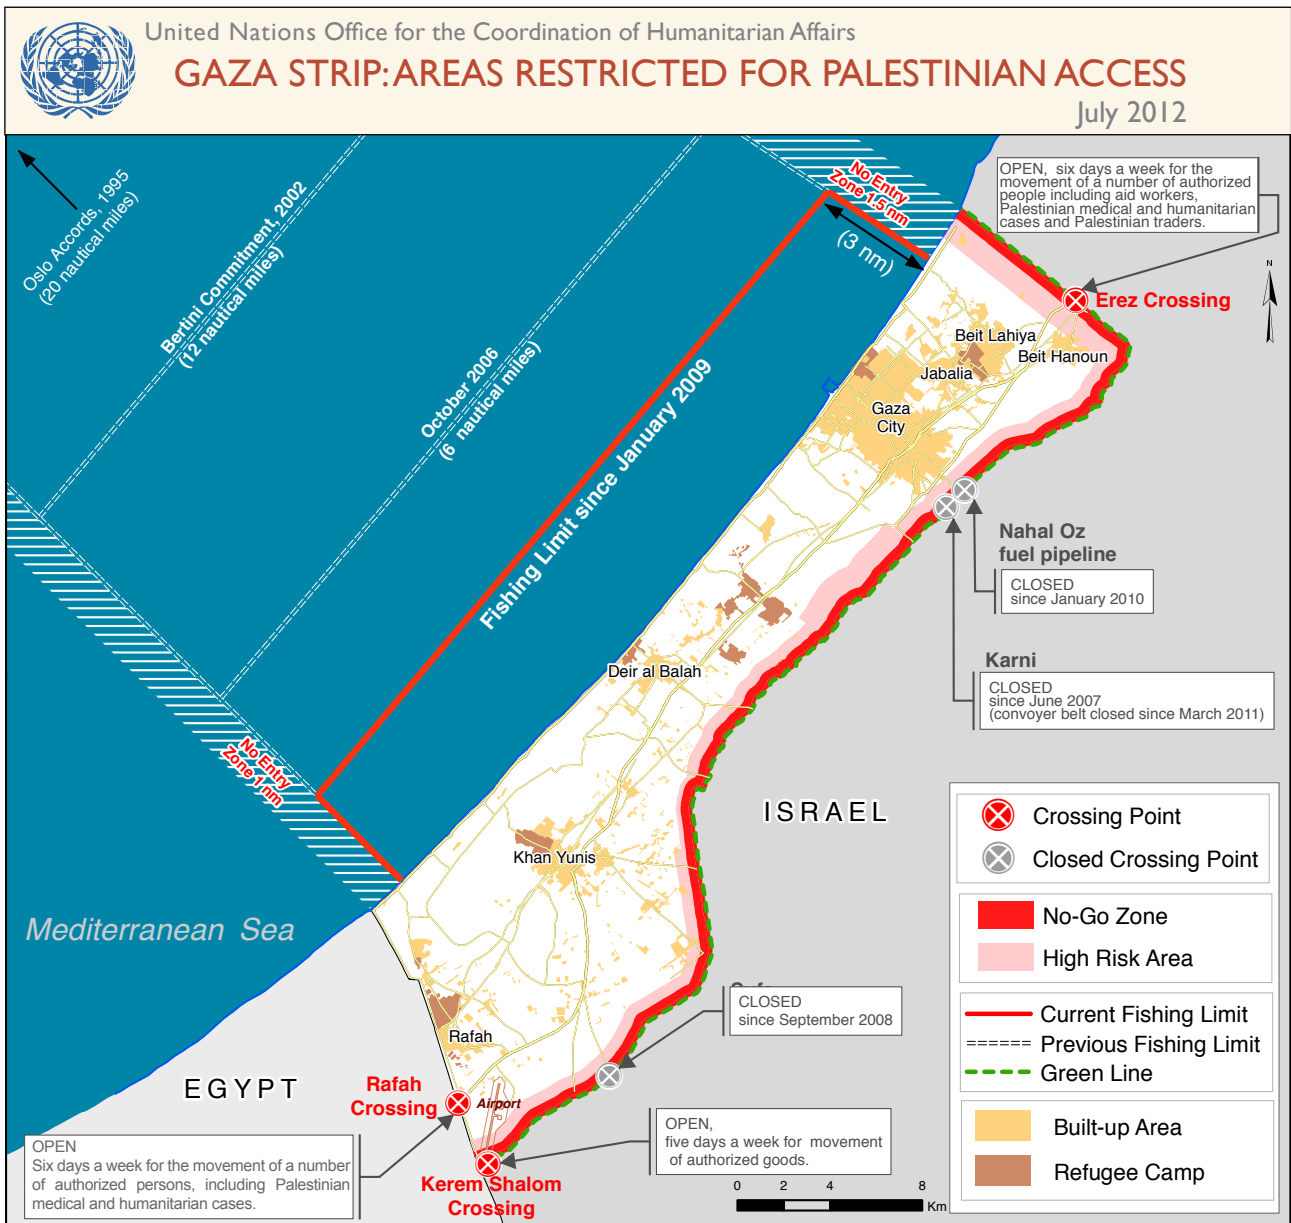 United Nations Office for the Coordination of Humanitarian Affairs
GAZA STRIP: AREAS RESTRICTED FOR PALESTINIAN ACCESS
July 2012
Oslo Accords, 1995
(20 nautical miles)
Bertini Commitment, 2002
(12 nautical miles)
October 2006
(6 nautical miles)
Fishing Limit since January 2009
No Entry
Zone 1.5 nm
(3 nm)
OPEN, six days a week for the
movement of a number of authorized
people including aid workers,
Palestinian medical and humanitarian
cases and Palestinian traders.
N
Erez Crossing
Beit Lahiya
Beit Hanoun
Jabalia
Gaza
City
Nahal Oz
fuel pipeline
CLOSED
since January 2010
Karni
CLOSED
since June 2007
(convoyer belt closed since March 2011)
Deir al Balah
No Entry
Zone 1 nm
ISRAEL
Khan Yunis
Mediterranean Sea
CLOSED
since September 2008
Rafah
EGYPT
Rafah
Crossing
Airport
OPEN
Six days a week for the movement of a number
of authorized persons, including Palestinian
medical and humanitarian cases.
OPEN,
five days a week for movement
of authorized goods.
Kerem Shalom
Crossing
0 2 4 8
Km
Crossing Point
Closed Crossing Point
No-Go Zone
High Risk Area
Current Fishing Limit
Previous Fishing Limit
Green Line
Built-up Area
Refugee Camp